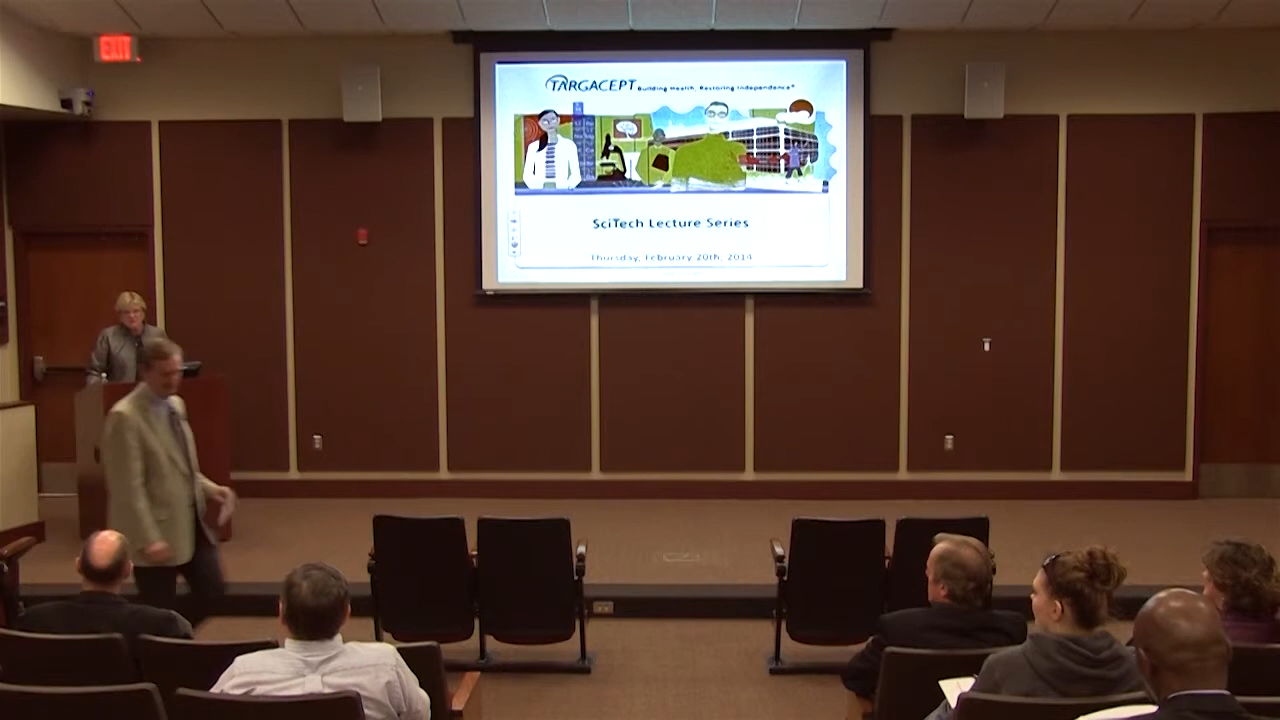 EXIT
TARGACEPT Building Health, Restoring Independence®
SciTech Lecture Series
Thursday, February 20th, 2014